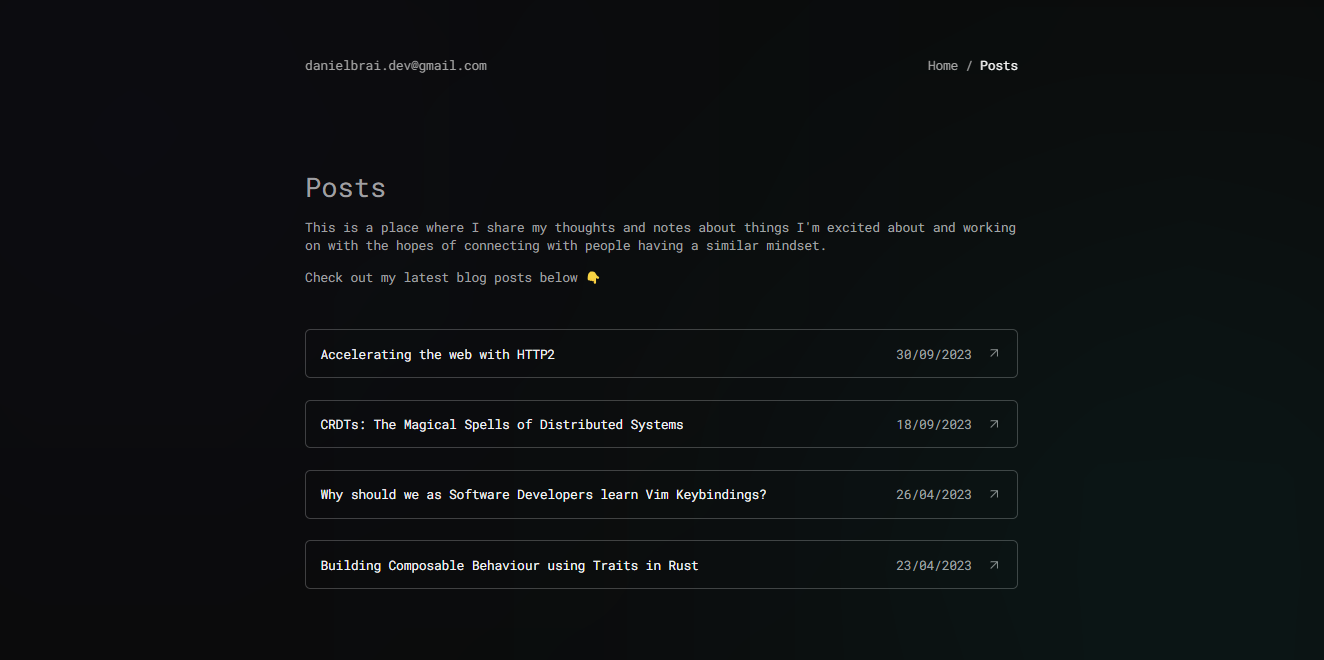 danielbrai.dev@gmail.com Home / Posts
Posts
This is a place where I share my thoughts and notes about things I'm excited about and working
on with the hopes of connecting with people having a similar mindset.
Check out my latest blog posts below 👇
Accelerating the web with HTTP2 30/09/2023
CRDTs: The Magical Spells of Distributed Systems 18/09/2023
Why should we as Software Developers learn Vim Keybindings? 26/04/2023
Building Composable Behaviour using Traits in Rust 23/04/2023